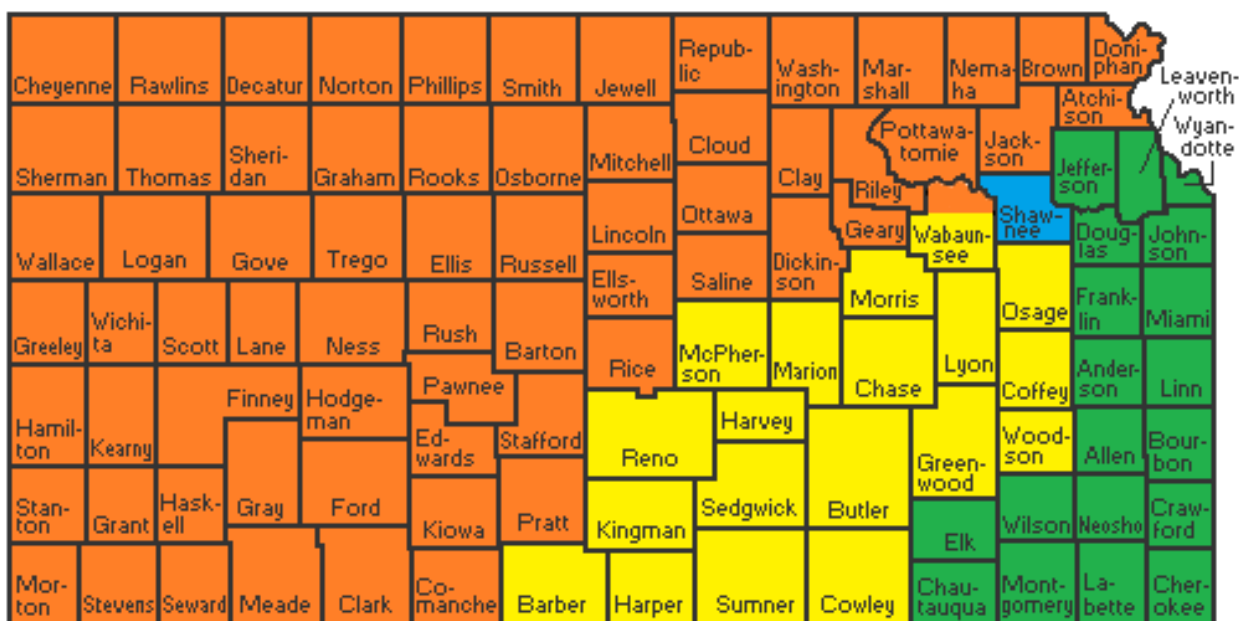 Cheyenne
Rawlins
Decatur
Norton
Phillips
Smith
Jewell
Repub-
lic
Wash-
ington
Mar-
shall
Nema-
ha
Brown
Doni-
phan
Leaven-
worth
Atchi-
son
Wyan-
dotte
Sherman
Thomas
Sheri-
dan
Graham
Rooks
Osborne
Mitchell
Cloud
Clay
Riley
Pottawa-
tomie
Jack-
son
Jeffer-
son
Wallace
Logan
Gove
Trego
Ellis
Russell
Lincoln
Ottawa
Saline
Dickin-
son
Geary
Wabaun-
see
Shaw-
nee
Doug-
las
John-
son
Greeley
Wichi-
ta
Scott
Lane
Ness
Rush
Barton
Ells-
worth
Rice
McPher-
son
Marion
Morris
Chase
Lyon
Osage
Coffey
Frank-
lin
Miami
Hamil-
ton
Kearny
Finney
Hodge-
man
Pawnee
Ed-
wards
Stafford
Reno
Harvey
Sedgwick
Butler
Green-
wood
Wood-
son
Ander-
son
Linn
Allen
Bour-
bon
Stan-
ton
Grant
Hask-
ell
Gray
Ford
Kiowa
Pratt
Kingman
Elk
Wilson
Neosho
Craw-
ford
Mor-
ton
Stevens
Seward
Meade
Clark
Co-
manche
Barber
Harper
Sumner
Cowley
Chau-
tauqua
Mont-
gomery
La-
bette
Cher-
okee